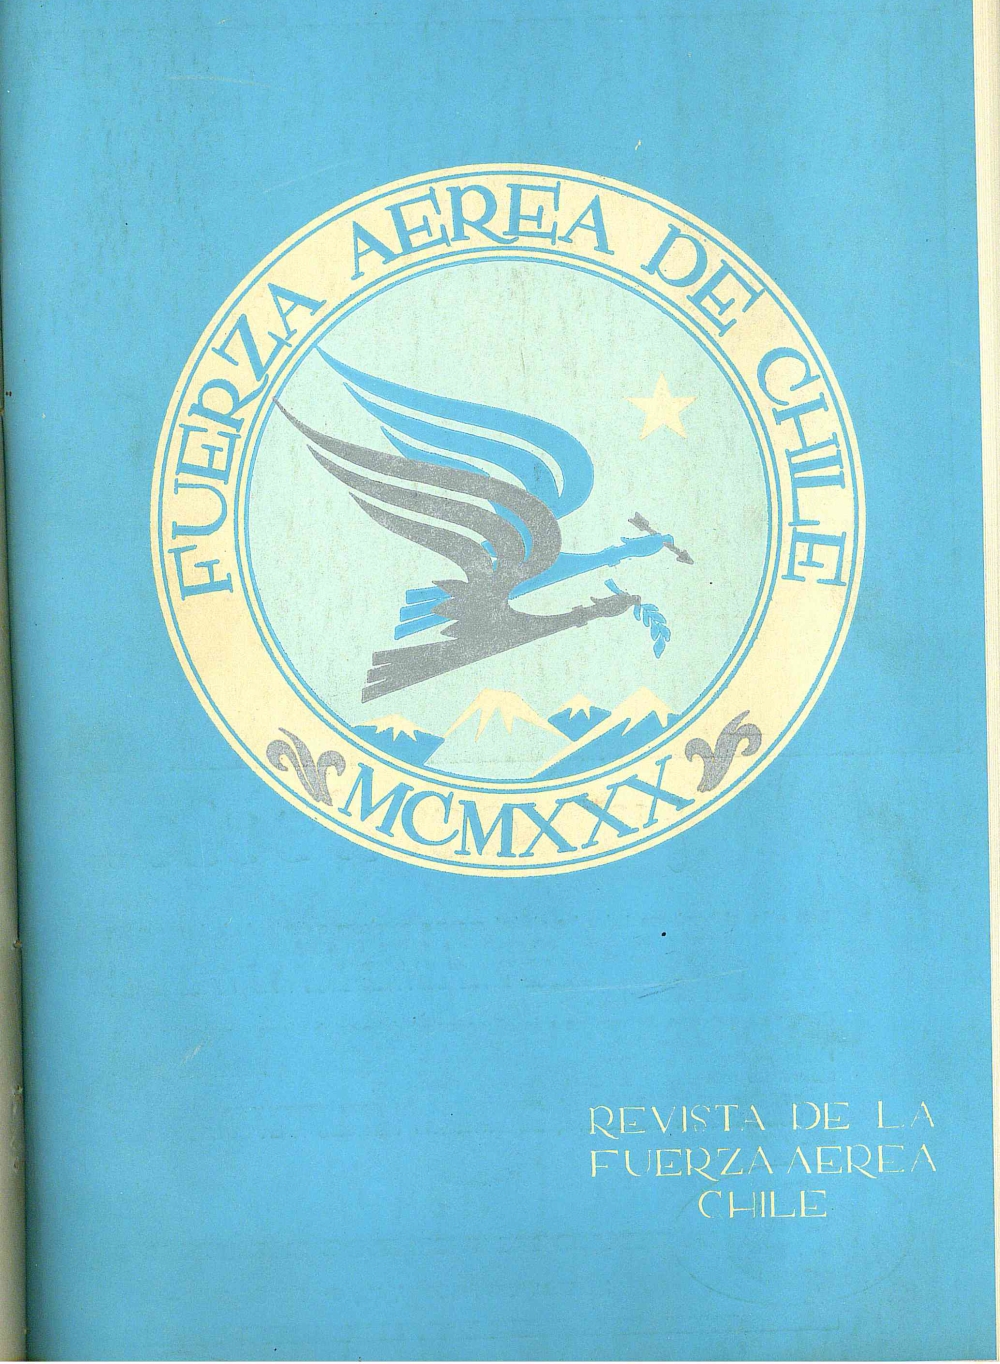 FUERZA AEREA DE CHILE
MCMXXX
REVISTA DE LA
FUERZA AEREA
CHILE